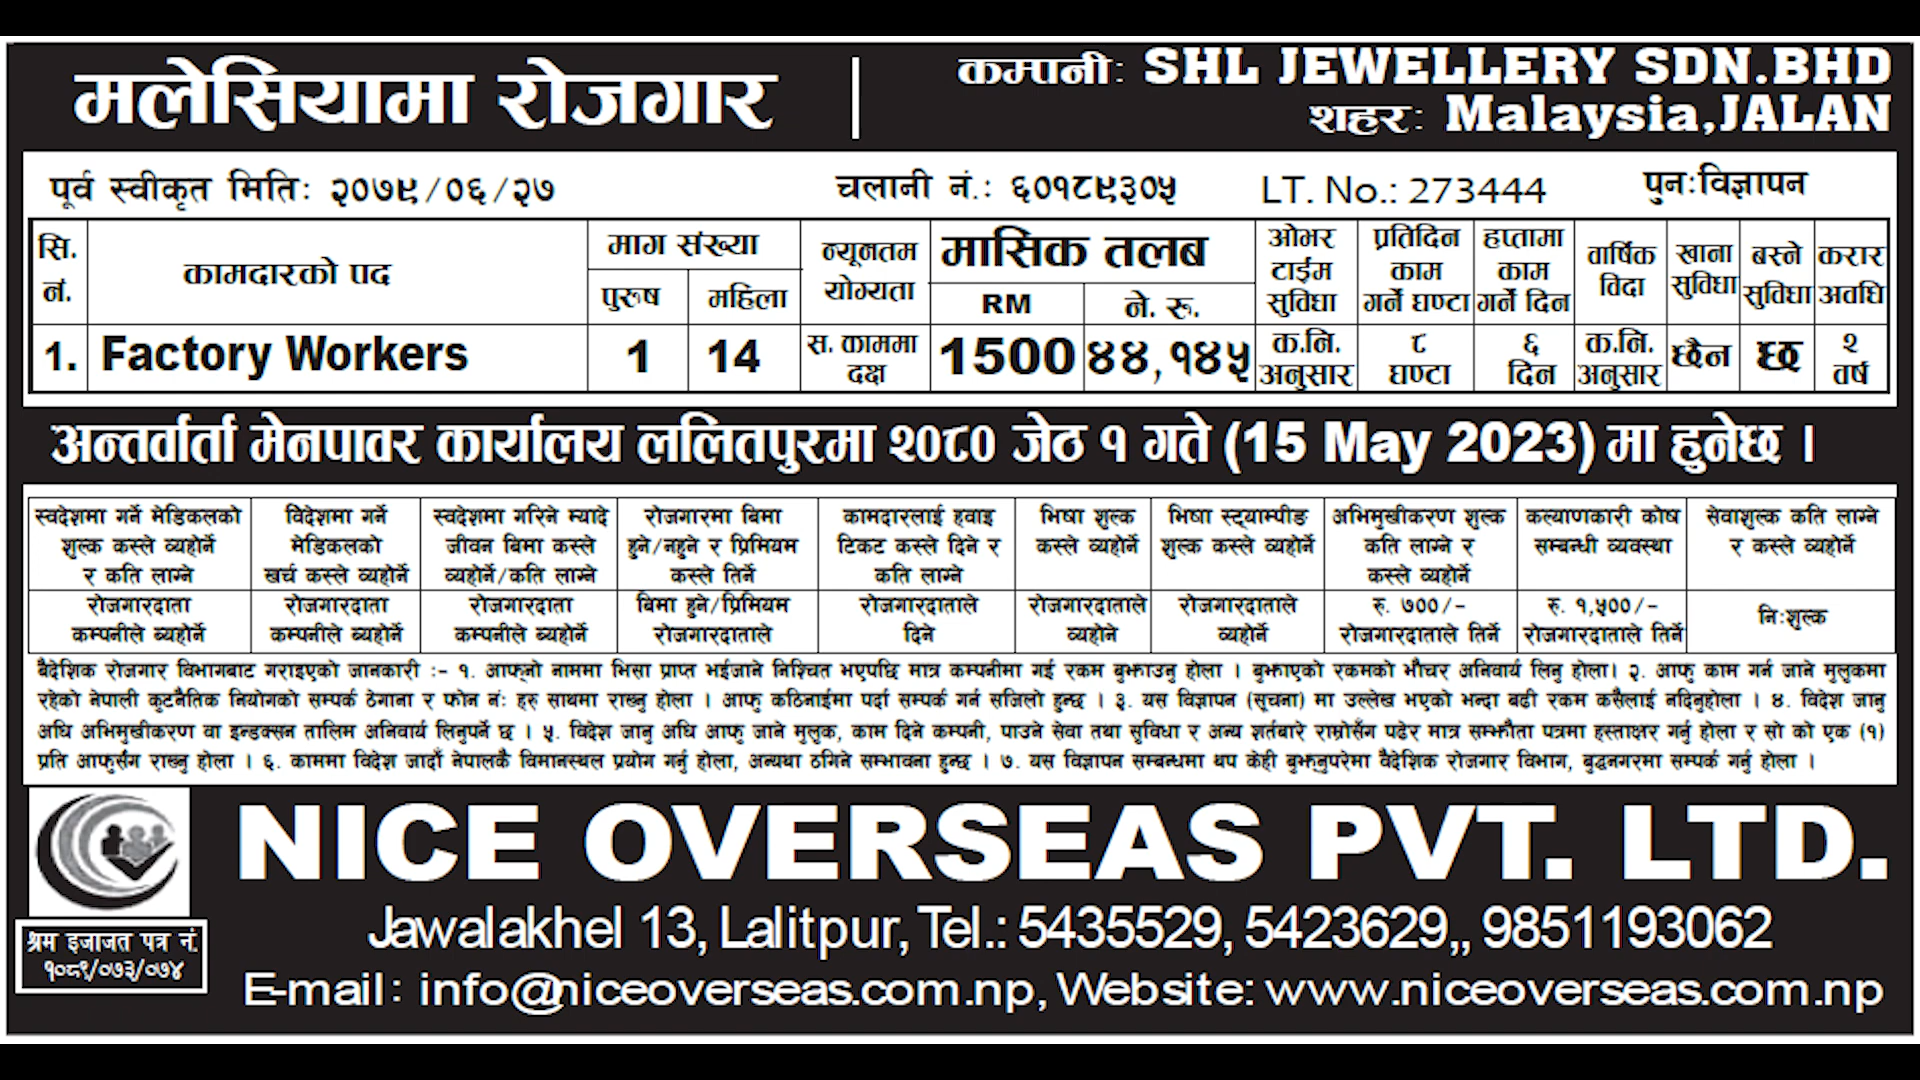 मलेसियामा रोजगार
कम्पनी: SHL JEWELLERY SDN.BHD
शहर: Malaysia,JALAN
पूर्व स्वीकृत मिति: २०७९/०६/२७ चलानी नं.: ६०१८९३०५ LT. No.: 273444 पुन:विज्ञापन
सि. नं.
कामदारको पद
माग संख्या
पुरुष महिला
न्यूनतम योग्यता
मासिक तलब
RM ने. रु.
ओभर टाईम सुविधा
प्रतिदिन काम गर्ने घण्टा
हप्तामा काम गर्ने दिन
वार्षिक विदा
खाना सुविधा
बस्ने सुविधा
करार अवधि
1. Factory Workers 1 14 स. काममा दक्ष 1500 ४४,१४५ क.नि. अनुसार ८ घण्टा ६ दिन क.नि. अनुसार छैन छ २ वर्ष
अन्तर्वार्ता मेनपावर कार्यालय ललितपुरमा २०८० जेठ १ गते (15 May 2023) मा हुनेछ ।
स्वदेशमा गर्ने मेडिकलको शुल्क कस्ले व्यहोर्ने र कति लाग्ने
विदेशमा गर्ने मेडिकलको खर्च कस्ले व्यहोर्ने
स्वदेशमा गरिने म्यादे जीवन बिमा कस्ले व्यहोर्ने/कति लाग्ने
रोजगारमा बिमा हुने/नहुने र प्रिमियम कस्ले तिर्ने
कामदारलाई हवाइ टिकट कस्ले दिने र कति लाग्ने
भिषा शुल्क कस्ले व्यहोर्ने
भिषा स्ट्याम्पीङ शुल्क कस्ले व्यहोर्ने
अभिमुखीकरण शुल्क कति लाग्ने र कस्ले व्यहोर्ने
कल्याणकारी कोष सम्बन्धी व्यवस्था
सेवाशुल्क कति लाग्ने र कस्ले व्यहोर्ने
रोजगारदाता कम्पनीले ब्यहोर्ने
रोजगारदाता कम्पनीले ब्यहोर्ने
रोजगारदाता कम्पनीले ब्यहोर्ने
बिमा हुने/प्रिमियम रोजगारदाताले
रोजगारदाताले दिने
रोजगारदाताले व्यहोने
रोजगारदाताले व्यहोर्ने
रु. ७००/- रोजगारदाताले तिर्ने
रु. १,५००/- रोजगारदाताले तिर्ने
नि:शुल्क
बैदेशिक रोजगार विभागबाट गराइएको जानकारी :- १. आफ्नो नाममा भिसा प्राप्त भईजाने निश्चित भएपछि मात्र कम्पनीमा गई रकम बुझाउनु होला । बुझाएको रकमको भौचर अनिवार्य लिनु होला। २. आफु काम गर्न जाने मुलुकमा
रहेको नेपाली कुटनैतिक नियोगको सम्पर्क ठेगाना र फोन नं: हरु साथमा राख्नु होला । आफु कठिनाईमा पर्दा सम्पर्क गर्न सजिलो हुन्छ । ३. यस विज्ञापन (सूचना) मा उल्लेख भएको भन्दा बढी रकम कसैलाई नदिनुहोला । ४. विदेश जानु
अघि अभिमुखीकरण वा इन्डक्सन तालिम अनिवार्य लिनुपर्ने छ । ५. विदेश जानु अघि आफु जाने मुलुक, काम दिने कम्पनी, पाउने सेवा तथा सुविधा र अन्य शर्तबारे राम्रोसँग पढेर मात्र सम्झौता पत्रमा हस्ताक्षर गर्नु होला र सो को एक (१)
प्रति आफुसँग राख्नु होला । ६. काममा विदेश जादाँ नेपालकै विमानस्थल प्रयोग गर्नु होला, अन्यथा ठगिने सम्भावना हुन्छ । ७. यस विज्ञापन सम्बन्धमा थप केही बुझ्नुपरेमा वैदेशिक रोजगार विभाग, बुद्धनगरमा सम्पर्क गर्नु होला ।
NICE OVERSEAS PVT. LTD.
Jawalakhel 13, Lalitpur, Tel.: 5435529, 5423629,, 9851193062
श्रम इजाजत पत्र नं.
१०८९/०७३/०७४
E-mail: info@niceoverseas.com.np, Website: www.niceoverseas.com.np